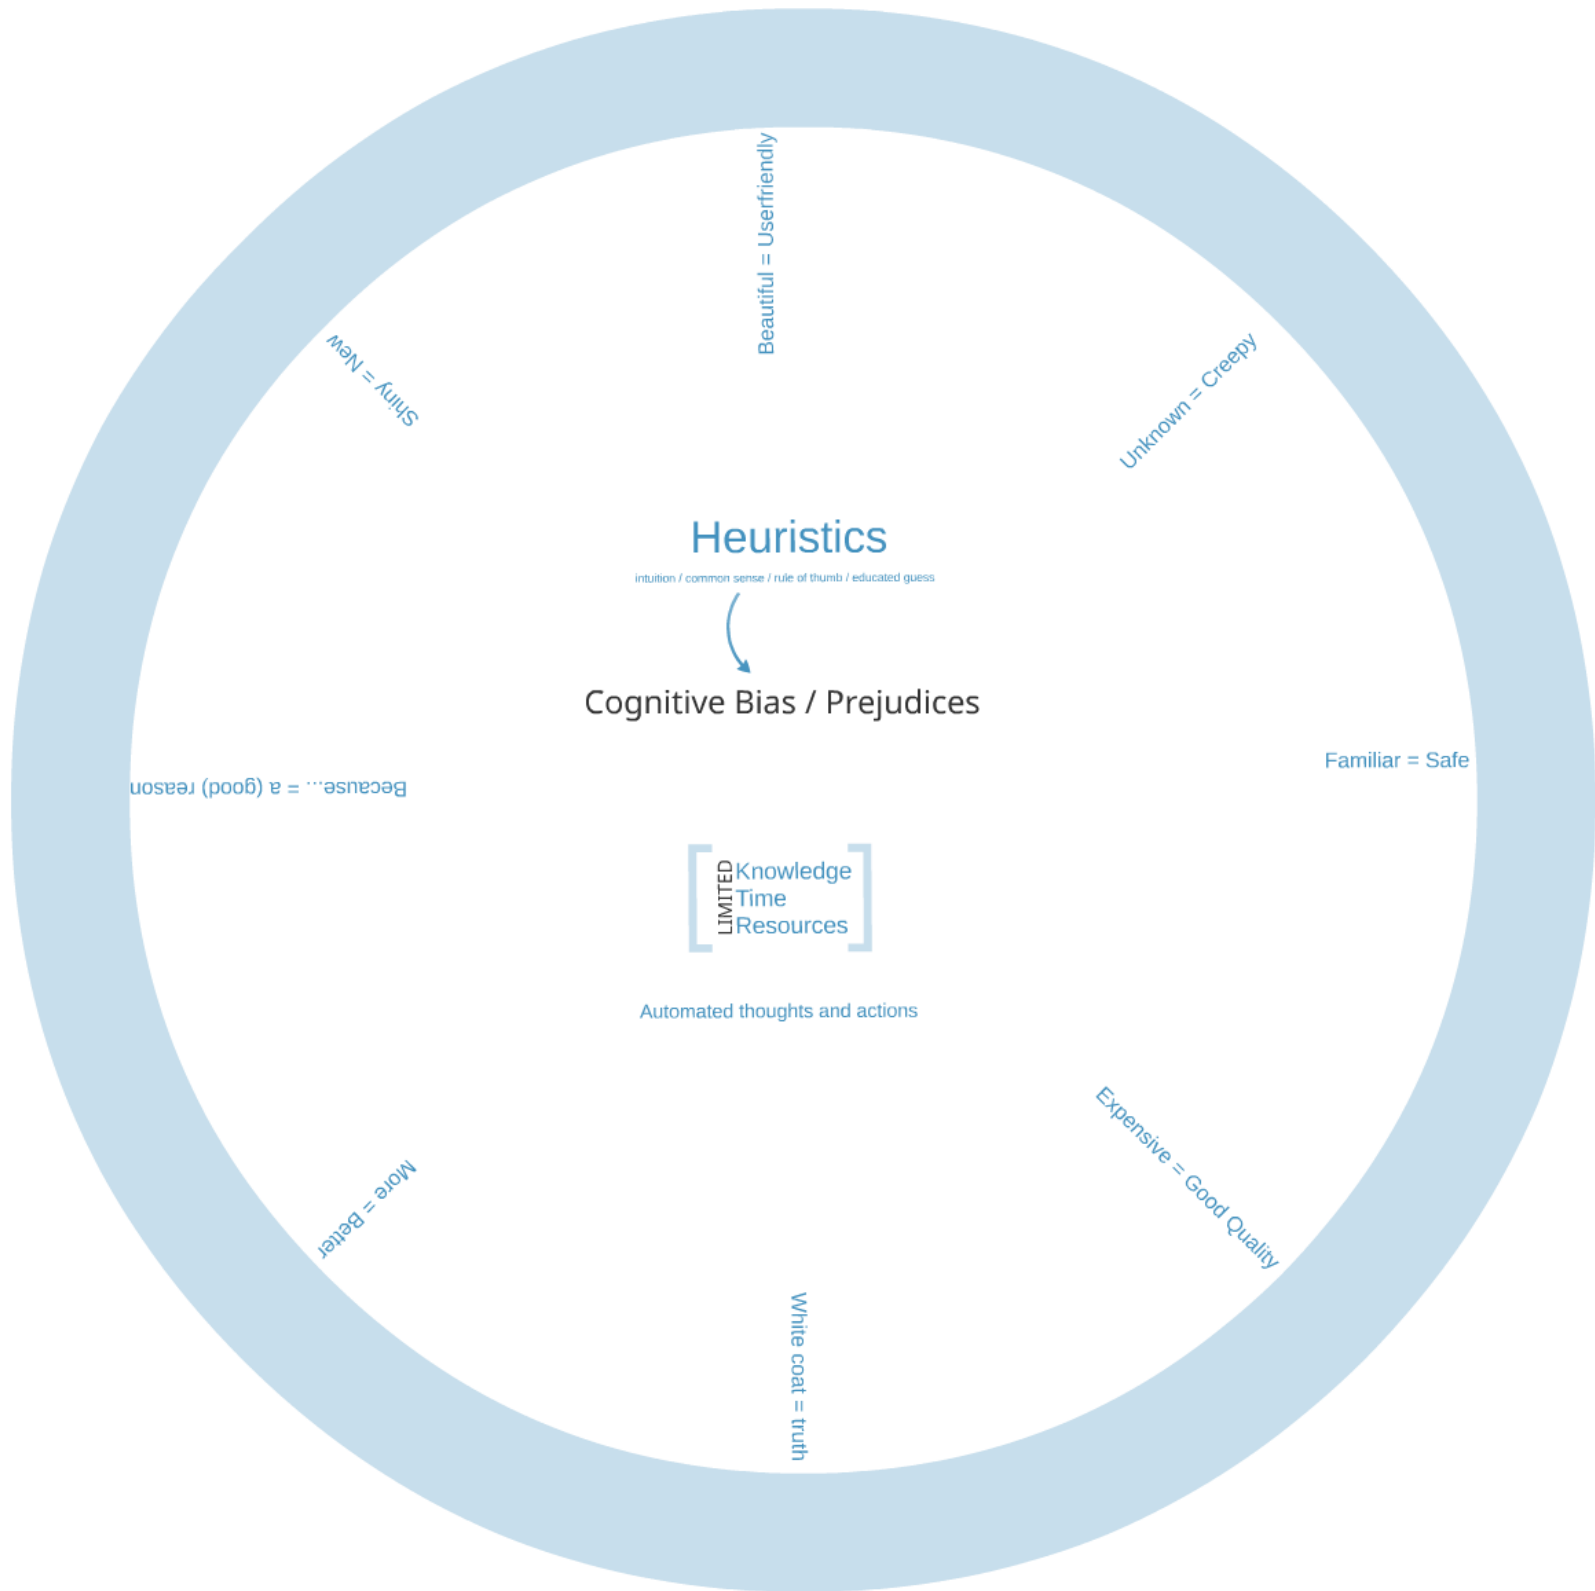 Beautiful = Userfriendly
Unknown = Creepy
Familiar = Safe
Expensive = Good Quality
White coat = truth
More = Better
Because... = a (good) reason
Shiny = New
Heuristics
intuition / common sense / rule of thumb / educated guess
Cognitive Bias / Prejudices
LIMITED
Knowledge
Time
Resources
Automated thoughts and actions